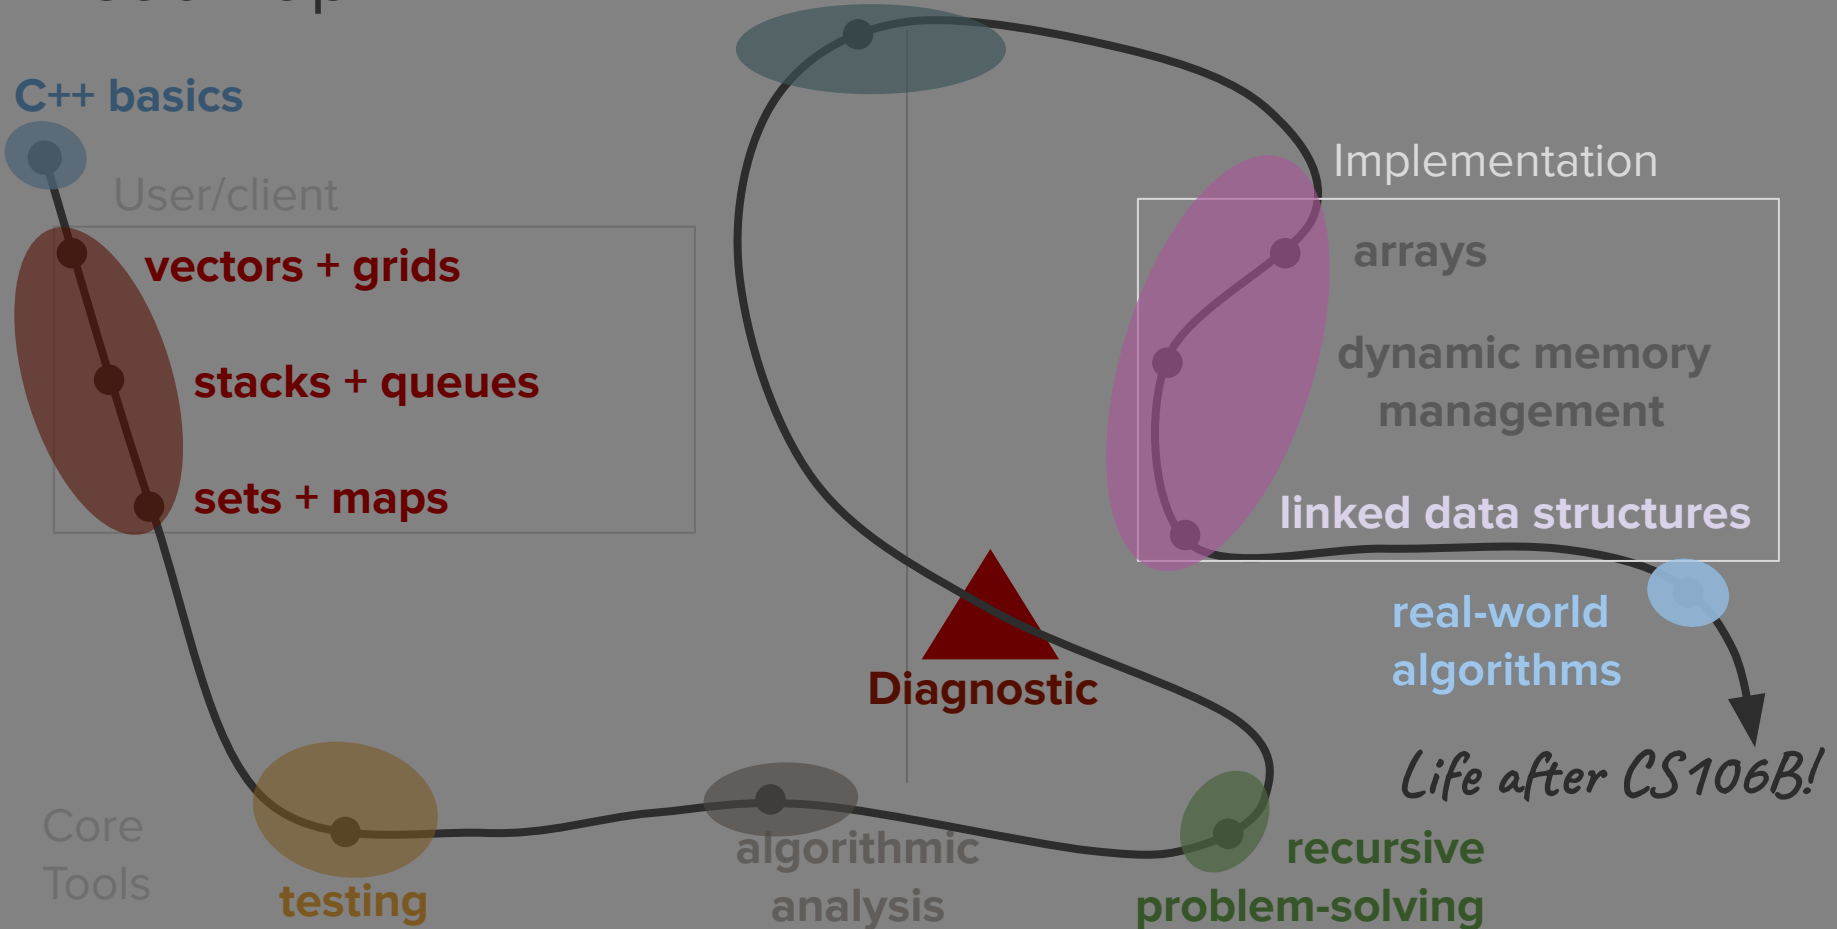 C++ basics
User/client
vectors + grids
stacks + queues
sets + maps
Core
Tools
testing
algorithmic
analysis
recursive
problem-solving
Diagnostic
Implementation
arrays
dynamic memory
management
linked data structures
real-world
algorithms
Life after CS106B!